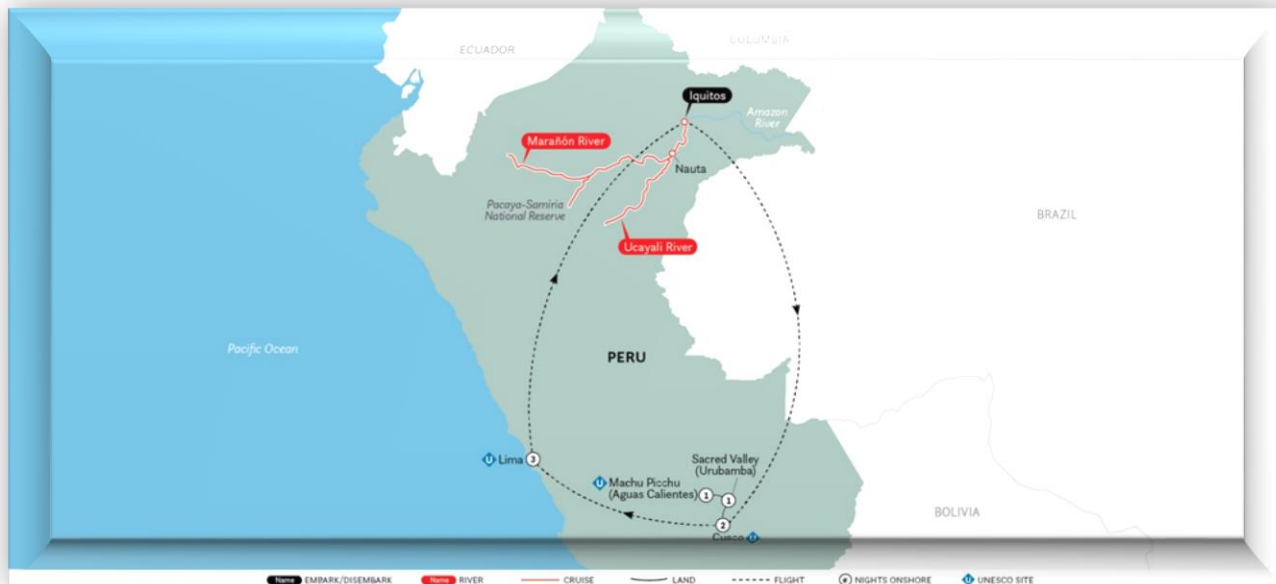 ECUADOR
COLUMBIA
Iquitos
Amazon
River
Marañón River
Nauta
Pacaya-Samiria
National Reserve
Ucayali River
BRAZIL
Pacific Ocean
PERU
U Lima 3
Sacred Valley
(Urubamba)
U Machu Picchu
(Aguas Calientes) 1
1
2
Cusco U
BOLIVIA
Name EMBARK/DISEMBARK Name RIVER CRUISE LAND FLIGHT # NIGHTS ONSHORE U UNESCO SITE